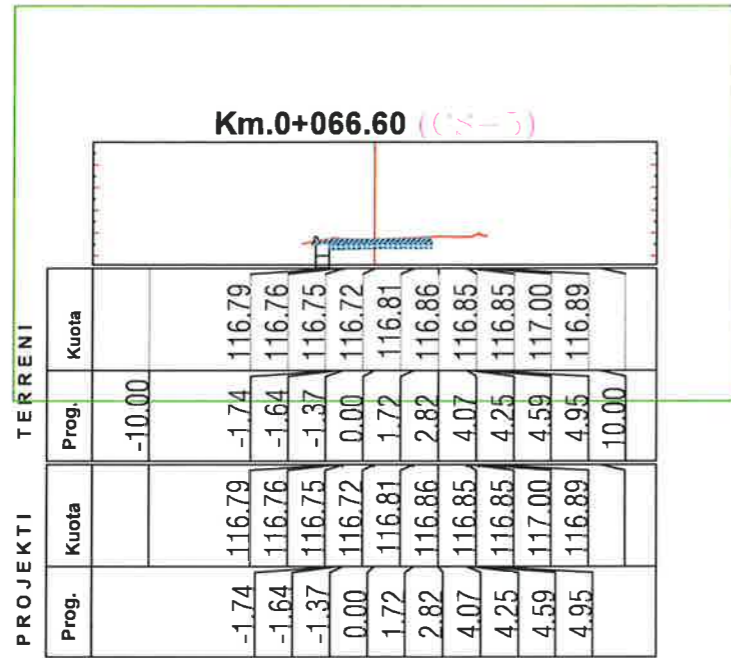 Km.0+066.60 (CS-5)
TERRENI
Kuota 116.79 116.76 116.75 116.72 116.81 116.86 116.85 116.85 117.00 116.89
Prog. -10.00 -1.74 -1.64 -1.37 0.00 1.72 2.82 4.07 4.25 4.59 4.95 10.00
PROJEKTI
Kuota 116.79 116.76 116.75 116.72 116.81 116.86 116.85 116.85 117.00 116.89
Prog. -1.74 -1.64 -1.37 0.00 1.72 2.82 4.07 4.25 4.59 4.95